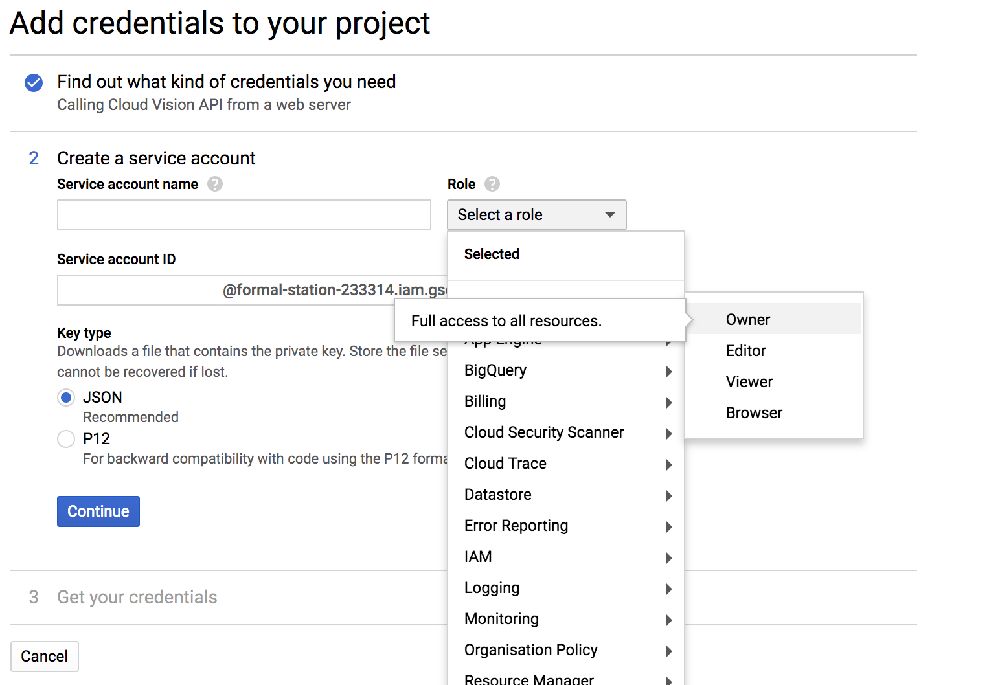 Add credentials to your project
Find out what kind of credentials you need
Calling Cloud Vision API from a web server
2 Create a service account
Service account name ? Role ?
Select a role
Selected
Service account ID
@formal-station-233314.iam.gse
Full access to all resources.
Owner
Editor
Viewer
Browser
Key type
Downloads a file that contains the private key. Store the file se
cannot be recovered if lost.
JSON
Recommended
P12
For backward compatibility with code using the P12 forma
Continue
App Engine
BigQuery
Billing
Cloud Security Scanner
Cloud Trace
Datastore
Error Reporting
IAM
Logging
Monitoring
Organisation Policy
Resource Manager
3 Get your credentials
Cancel